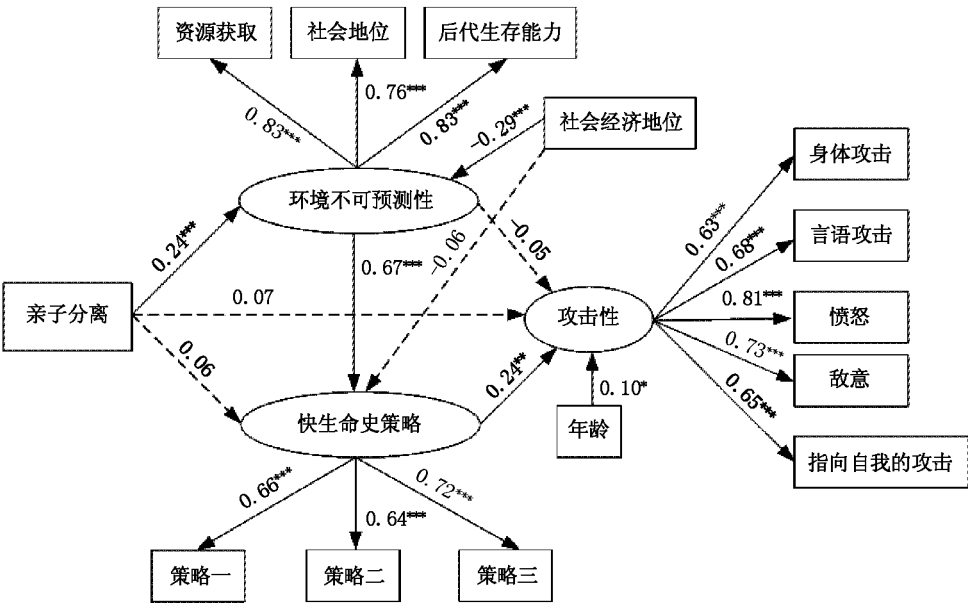 资源获取
社会地位
后代生存能力
0.83***
0.76***
0.83***
-0.29***
社会经济地位
身体攻击
环境不可预测性
0.63***
言语攻击
0.24***
0.67***
-0.06
-0.05
0.68***
亲子分离
0.07
攻击性
0.81***
愤怒
0.06
0.73***
敌意
0.24**
0.10*
0.65***
快生命史策略
年龄
指向自我的攻击
0.66***
0.64***
0.72***
策略一
策略二
策略三